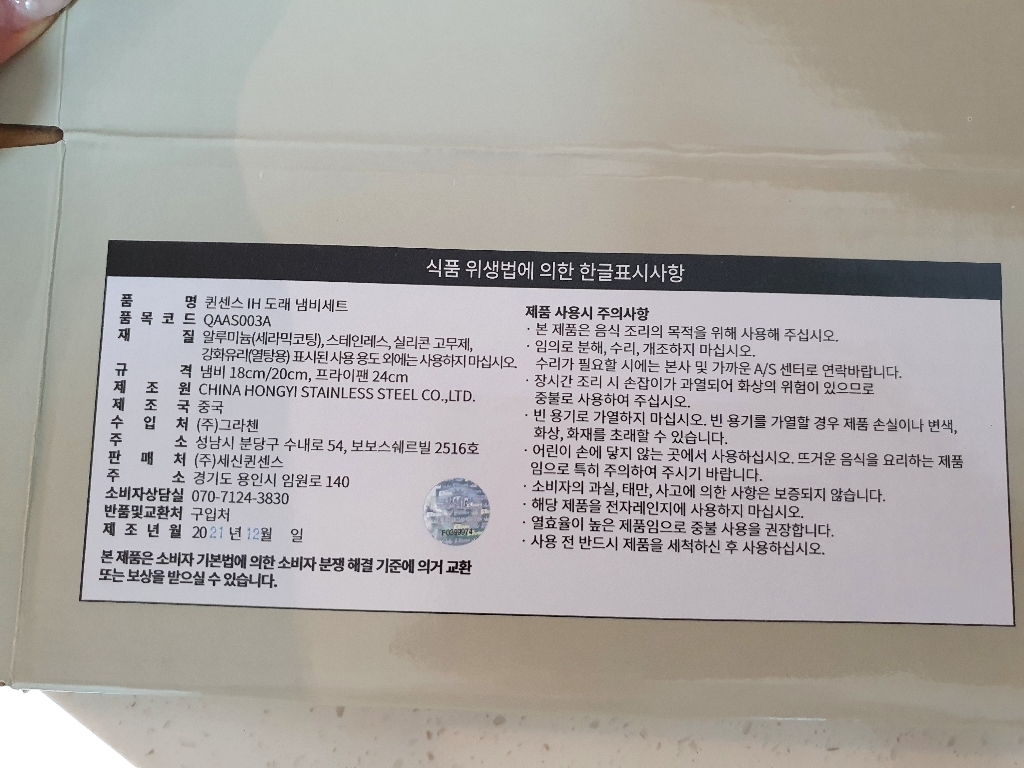 식품 위생법에 의한 한글표시사항
품 명 퀸센스 IH 도래 냄비세트
품목코드 QAAS003A
재 질 알루미늄(세라믹코팅), 스테인레스, 실리콘 고무제,
강화유리(열탕용) 표시된 사용 용도 외에는 사용하지 마십시오.
규 격 냄비 18cm/20cm, 프라이팬 24cm
제 조 원 CHINA HONGYI STAINLESS STEEL CO.,LTD.
제 조 국 중국
수 입 처 (주)그라첸
주 소 성남시 분당구 수내로 54, 보보스쉐르빌 2516호
판 매 처 (주)세신퀸센스
주 소 경기도 용인시 임원로 140
소비자상담실 070-7124-3830
반품및교환처 구입처
제 조 년 월 2021년 12월 일
본 제품은 소비자 기본법에 의한 소비자 분쟁 해결 기준에 의거 교환
또는 보상을 받으실 수 있습니다.
제품 사용시 주의사항
· 본 제품은 음식 조리의 목적을 위해 사용해 주십시오.
· 임의로 분해, 수리, 개조하지 마십시오.
수리가 필요할 시에는 본사 및 가까운 A/S 센터로 연락바랍니다.
· 장시간 조리 시 손잡이가 과열되어 화상의 위험이 있으므로
중불로 사용하여 주십시오.
· 빈 용기로 가열하지 마십시오. 빈 용기를 가열할 경우 제품 손실이나 변색,
화상, 화재를 초래할 수 있습니다.
· 어린이 손에 닿지 않는 곳에서 사용하십시오. 뜨거운 음식을 요리하는 제품
임으로 특히 주의하여 주시기 바랍니다.
· 소비자의 과실, 태만, 사고에 의한 사항은 보증되지 않습니다.
· 해당 제품을 전자레인지에 사용하지 마십시오.
· 열효율이 높은 제품임으로 중불 사용을 권장합니다.
· 사용 전 반드시 제품을 세척하신 후 사용하십시오.